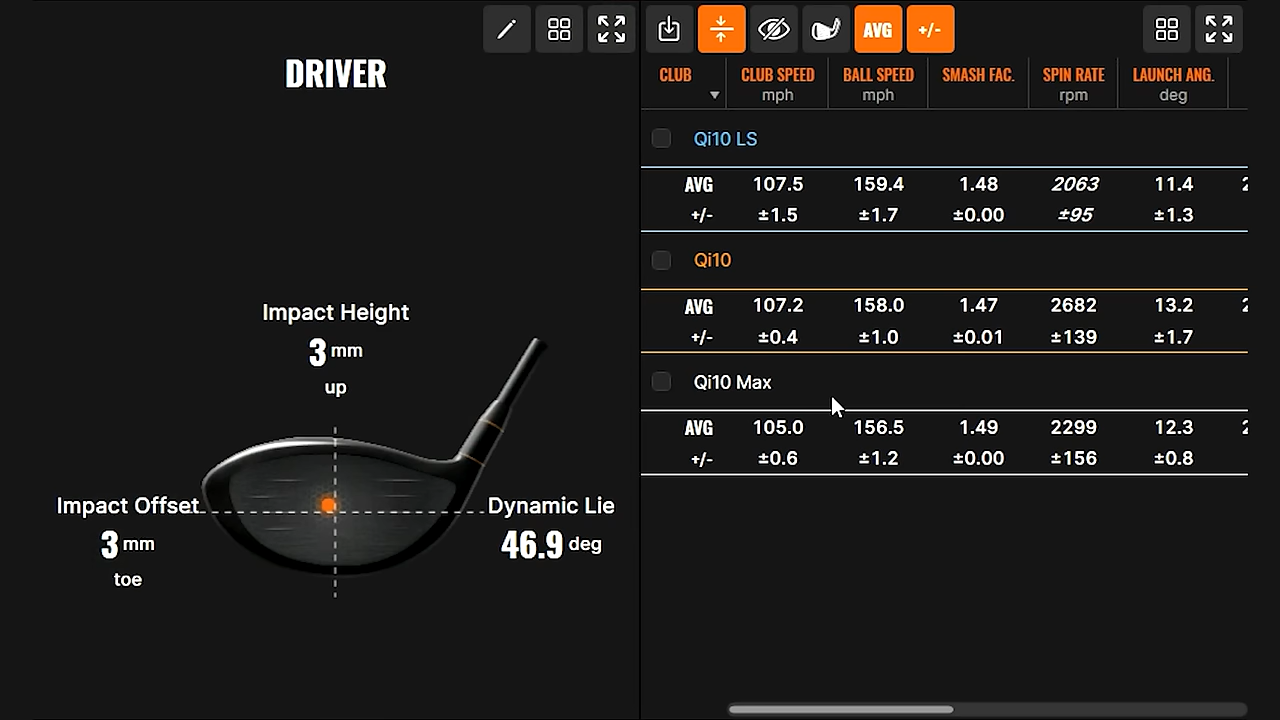 DRIVER
Impact Height
3 mm
up
Impact Offset
3 mm
toe
Dynamic Lie
46.9 deg
AVG +/-
CLUB CLUB SPEED BALL SPEED SMASH FAC. SPIN RATE LAUNCH ANG.
mph mph rpm deg
Qi10 LS
AVG 107.5 159.4 1.48 2063 11.4
+/- ±1.5 ±1.7 ±0.00 ±95 ±1.3
Qi10
AVG 107.2 158.0 1.47 2682 13.2
+/- ±0.4 ±1.0 ±0.01 ±139 ±1.7
Qi10 Max
AVG 105.0 156.5 1.49 2299 12.3
+/- ±0.6 ±1.2 ±0.00 ±156 ±0.8